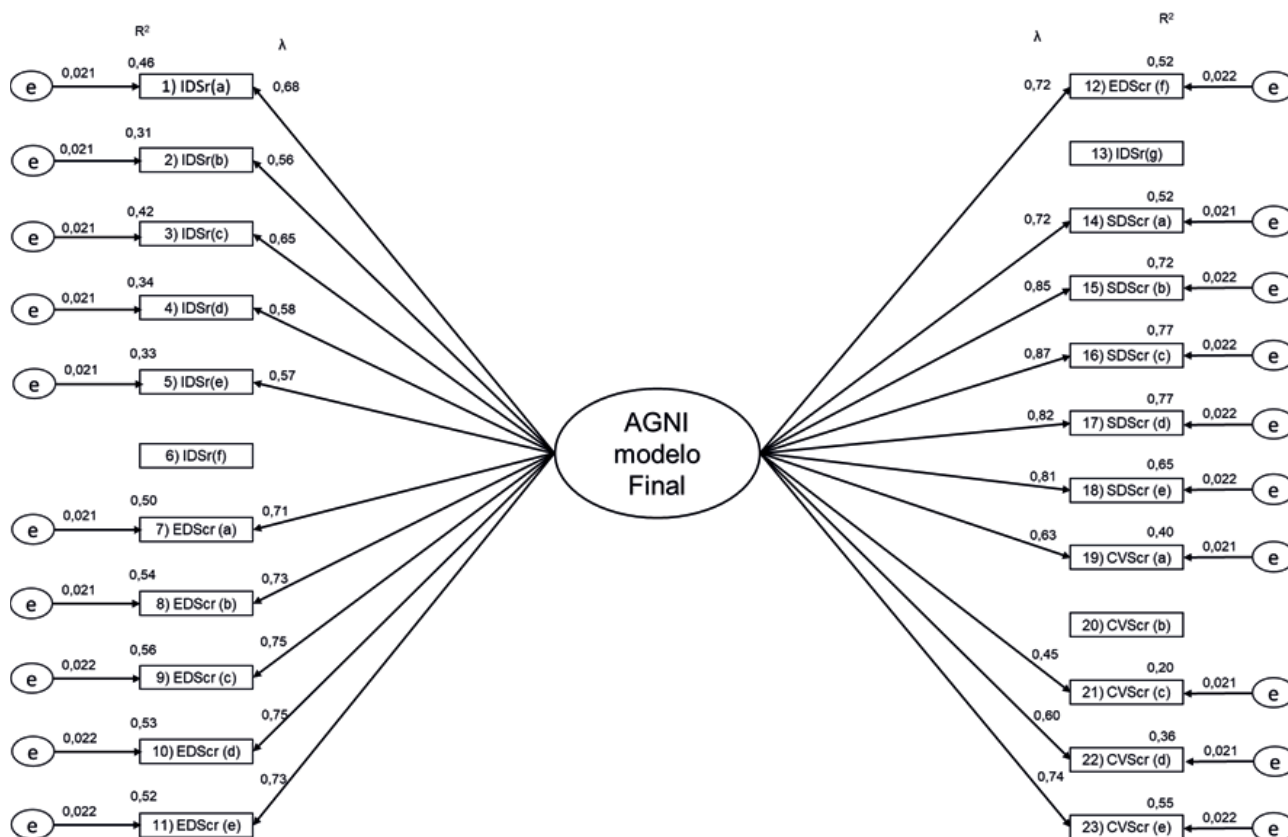 R²
λ
0,46
e
0,021
1) IDSr(a)
0,68
0,31
e
0,021
2) IDSr(b)
0,56
0,42
e
0,021
3) IDSr(c)
0,65
0,34
e
0,021
4) IDSr(d)
0,58
0,33
e
0,021
5) IDSr(e)
0,57
6) IDSr(f)
0,50
e
0,021
7) EDScr (a)
0,71
0,54
e
0,021
8) EDScr (b)
0,73
0,56
e
0,022
9) EDScr (c)
0,75
0,53
e
0,022
10) EDScr (d)
0,75
0,52
e
0,022
11) EDScr (e)
0,73
AGNI
modelo
Final
R²
λ
0,52
0,72
12) EDScr (f)
0,022
e
13) IDSr(g)
0,52
0,72
14) SDScr (a)
0,021
e
0,72
0,85
15) SDScr (b)
0,022
e
0,77
0,87
16) SDScr (c)
0,022
e
0,77
0,82
17) SDScr (d)
0,022
e
0,65
0,81
18) SDScr (e)
0,022
e
0,40
0,63
19) CVScr (a)
0,021
e
20) CVScr (b)
0,20
0,45
21) CVScr (c)
0,021
e
0,36
0,60
22) CVScr (d)
0,021
e
0,55
0,74
23) CVScr (e)
0,022
e